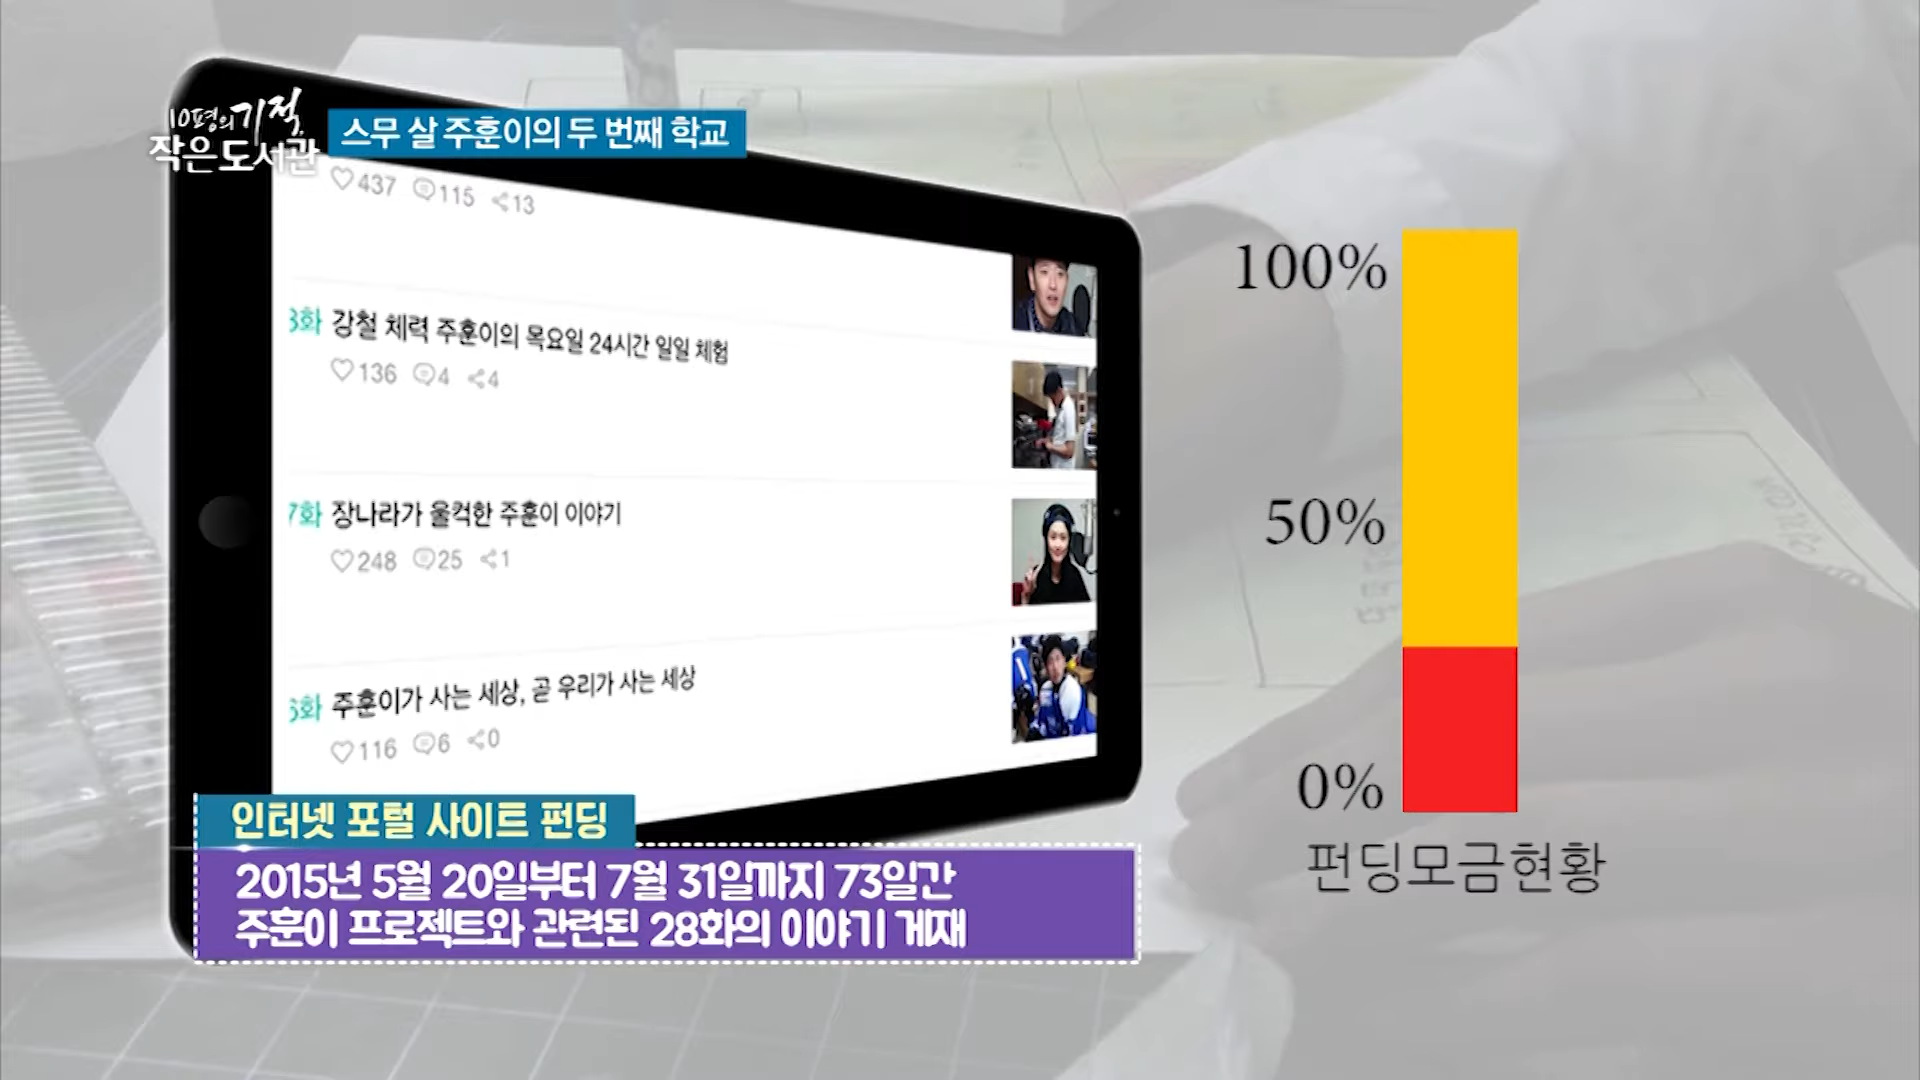 10평의 기적,
작은도서관
스무 살 주훈이의 두 번째 학교
437 115 13
8화 강철 체력 주훈이의 목요일 24시간 일일 체험
136 4 4
7화 장나라가 울컥한 주훈이 이야기
248 25 1
6화 주훈이가 사는 세상, 곧 우리가 사는 세상
116 6 0
인터넷 포털 사이트 펀딩
2015년 5월 20일부터 7월 31일까지 73일간
주훈이 프로젝트와 관련된 28화의 이야기 게재
100%
50%
0%
펀딩모금현황